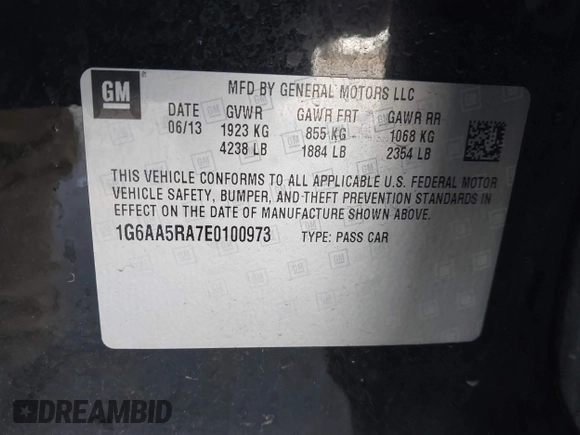 GM
MFD BY GENERAL MOTORS LLC
DATE GVWR GAWR FRT GAWR RR
06/13 1923 KG 855 KG 1068 KG
4238 LB 1884 LB 2354 LB
THIS VEHICLE CONFORMS TO ALL APPLICABLE U.S. FEDERAL MOTOR
VEHICLE SAFETY, BUMPER, AND THEFT PREVENTION STANDARDS IN
EFFECT ON THE DATE OF MANUFACTURE SHOWN ABOVE.
1G6AA5RA7E0100973 TYPE: PASS CAR
DREAMBID